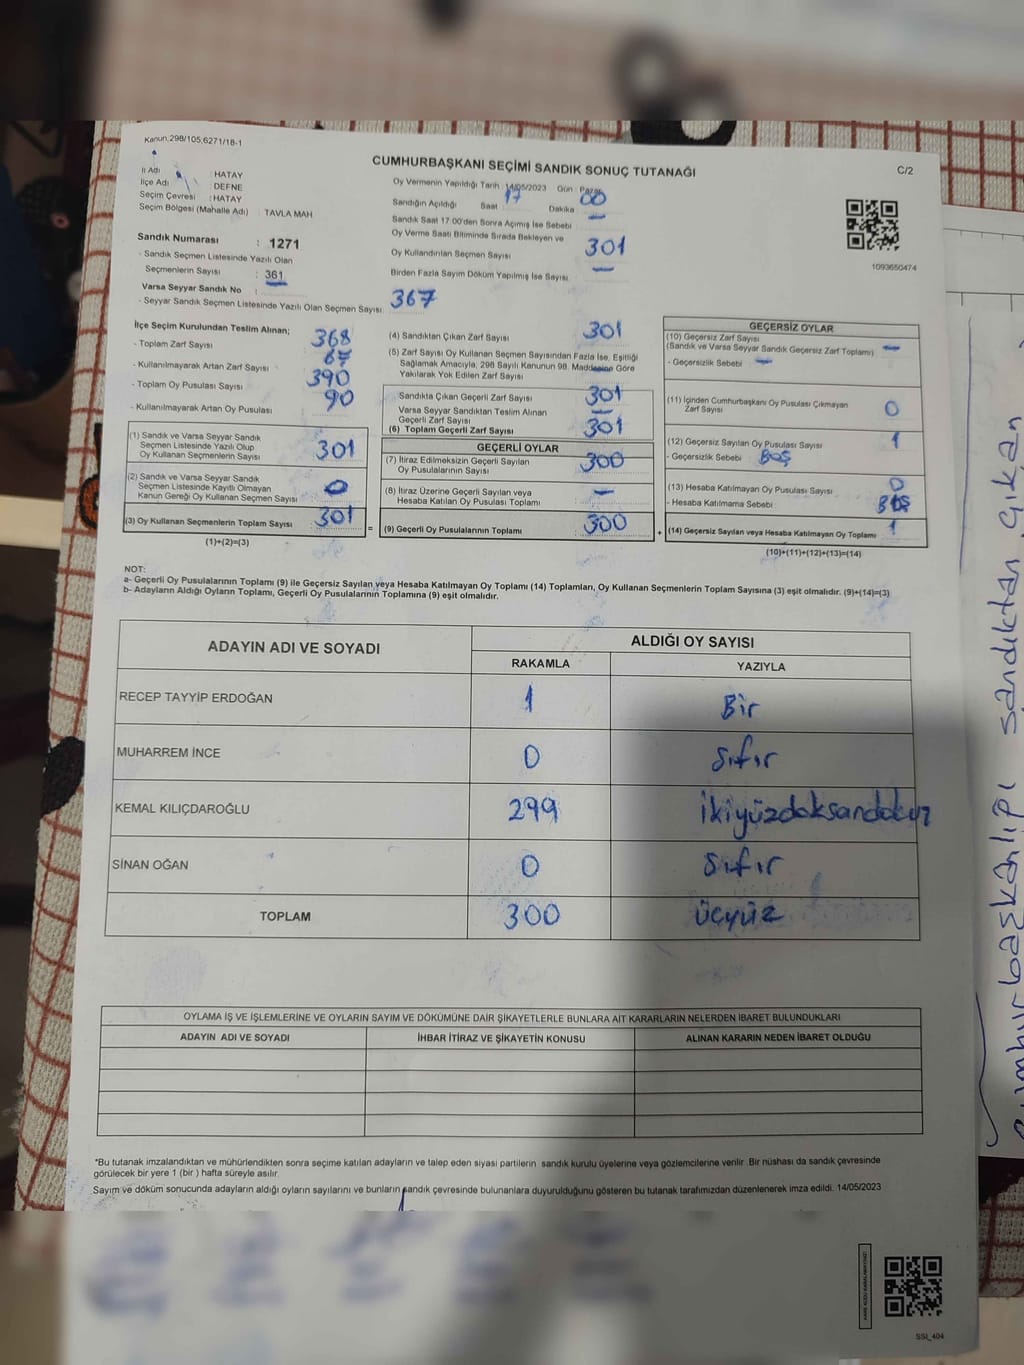 Kanun,298/105,6271/18-1
CUMHURBAŞKANI SEÇİMİ SANDIK SONUÇ TUTANAĞI
C/2
İl Adı : HATAY
İlçe Adı : DEFNE
Seçim Çevresi : HATAY
Seçim Bölgesi (Mahalle Adı) : TAVLA MAH
Sandık Numarası : 1271
- Sandık Seçmen Listesinde Yazılı Olan
Seçmenlerin Sayısı : 361
Varsa Seyyar Sandık No :
- Seyyar Sandık Seçmen Listesinde Yazılı Olan Seçmen Sayısı 367
Oy Vermenin Yapıldığı Tarih 14/05/2023 Gün Pazar
Sandığın Açıldığı Saat 17 Dakika 00
Sandık Saat 17.00'den Sonra Açımış İse Sebebi —
Oy Verme Saati Bitiminde Sırada Bekleyen ve
Oy Kullandırılan Seçmen Sayısı 301
Birden Fazla Sayım Döküm Yapılmış İse Sayısı —
1093650474
İlçe Seçim Kurulundan Teslim Alınan;
- Toplam Zarf Sayısı 368
- Kullanılmayarak Artan Zarf Sayısı 67
- Toplam Oy Pusulası Sayısı 390
- Kullanılmayarak Artan Oy Pusulası 90
(1) Sandık ve Varsa Seyyar Sandık
Seçmen Listesinde Yazılı Olup
Oy Kullanan Seçmenlerin Sayısı 301
(2) Sandık ve Varsa Seyyar Sandık
Seçmen Listesinde Kayıtlı Olmayan
Kanun Gereği Oy Kullanan Seçmen Sayısı 0
(3) Oy Kullanan Seçmenlerin Toplam Sayısı 301
(1)+(2)=(3)
(4) Sandıktan Çıkan Zarf Sayısı 301
(5) Zarf Sayısı Oy Kullanan Seçmen Sayısından Fazla İse, Eşitliği
Sağlamak Amacıyla, 298 Sayılı Kanunun 98. Maddesine Göre
Yakılarak Yok Edilen Zarf Sayısı —
Sandıkta Çıkan Geçerli Zarf Sayısı 301
Varsa Seyyar Sandıktan Teslim Alınan
Geçerli Zarf Sayısı —
(6) Toplam Geçerli Zarf Sayısı 301
GEÇERLİ OYLAR
(7) İtiraz Edilmeksizin Geçerli Sayılan
Oy Pusulalarının Sayısı 300
(8) İtiraz Üzerine Geçerli Sayılan veya
Hesaba Katılan Oy Pusulası Toplamı —
= (9) Geçerli Oy Pusulalarının Toplamı 300
GEÇERSİZ OYLAR
(10) Geçersiz Zarf Sayısı
(Sandık ve Varsa Seyyar Sandık Geçersiz Zarf Toplamı) —
- Geçersizlik Sebebi —
(11) İçinden Cumhurbaşkanı Oy Pusulası Çıkmayan
Zarf Sayısı 0
(12) Geçersiz Sayılan Oy Pusulası Sayısı 1
- Geçersizlik Sebebi BOŞ
(13) Hesaba Katılmayan Oy Pusulası Sayısı 0
- Hesaba Katılmama Sebebi
+ (14) Geçersiz Sayılan veya Hesaba Katılmayan Oy Toplamı 1
(10)+(11)+(12)+(13)=(14)
NOT:
a- Geçerli Oy Pusulalarının Toplamı (9) ile Geçersiz Sayılan veya Hesaba Katılmayan Oy Toplamı (14) Toplamları, Oy Kullanan Seçmenlerin Toplam Sayısına (3) eşit olmalıdır. (9)+(14)=(3)
b- Adayların Aldığı Oyların Toplamı, Geçerli Oy Pusulalarının Toplamına (9) eşit olmalıdır.
ADAYIN ADI VE SOYADI
ALDIĞI OY SAYISI
RAKAMLA YAZIYLA
RECEP TAYYİP ERDOĞAN 1 Bir
MUHARREM İNCE 0 Sıfır
KEMAL KILIÇDAROĞLU 299 İkiyüzdoksandokuz
SİNAN OĞAN 0 Sıfır
TOPLAM 300 üçyüz
OYLAMA İŞ VE İŞLEMLERİNE VE OYLARIN SAYIM VE DÖKÜMÜNE DAİR ŞİKAYETLERLE BUNLARA AİT KARARLARIN NELERDEN İBARET BULUNDUKLARI
ADAYIN ADI VE SOYADI İHBAR İTİRAZ VE ŞİKAYETİN KONUSU ALINAN KARARIN NEDEN İBARET OLDUĞU
*Bu tutanak imzalandıktan ve mühürlendikten sonra seçime katılan adayların ve talep eden siyasi partilerin sandık kurulu üyelerine veya gözlemcilerine verilir. Bir nüshası da sandık çevresinde
görülecek bir yere 1 (bir ) hafta süreyle asılır.
Sayım ve döküm sonucunda adayların aldığı oyların sayılarını ve bunların sandık çevresinde bulunanlara duyurulduğunu gösteren bu tutanak tarafımızdan düzenlenerek imza edildi. 14/05/2023
SSI_404
Cumhurbaşkanlığı sandıktan çıkan